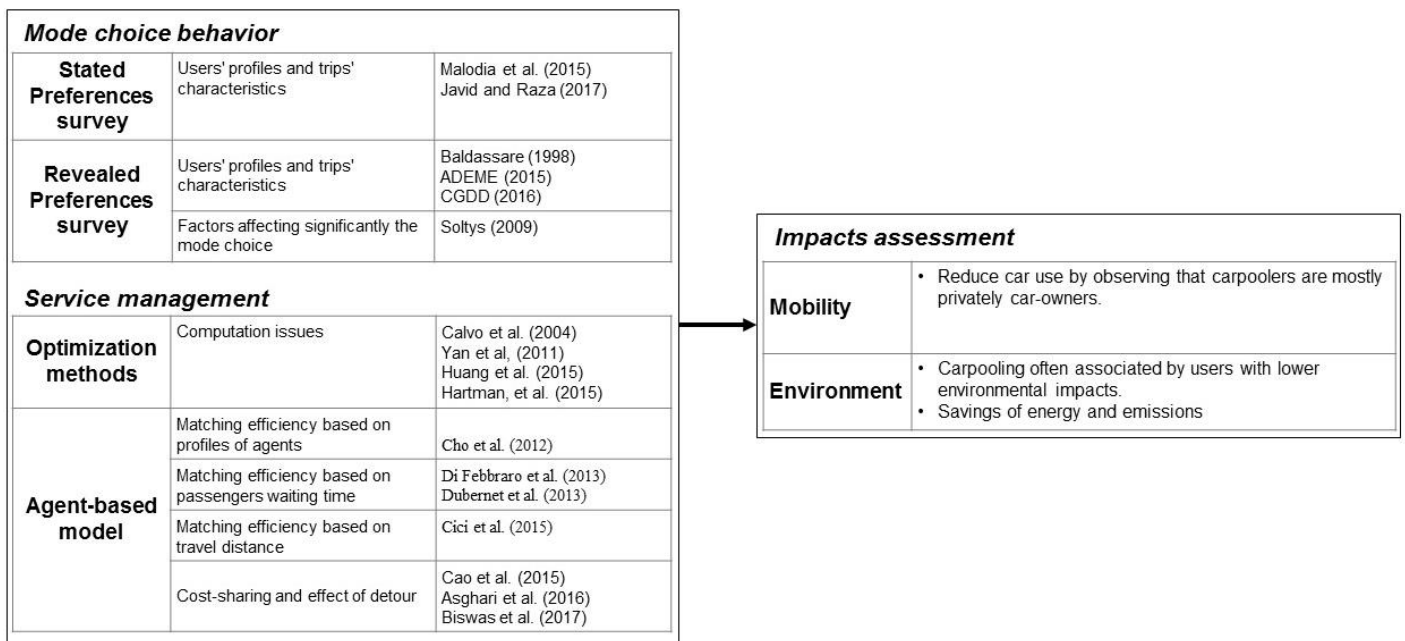 Mode choice behavior
Stated
Preferences
survey
Users' profiles and trips'
characteristics
Malodia et al. (2015)
Javid and Raza (2017)
Revealed
Preferences
survey
Users' profiles and trips'
characteristics
Baldassare (1998)
ADEME (2015)
CGDD (2016)
Factors affecting significantly the
mode choice
Soltys (2009)
Service management
Optimization
methods
Computation issues
Calvo et al. (2004)
Yan et al, (2011)
Huang et al. (2015)
Hartman, et al. (2015)
Agent-based
model
Matching efficiency based on
profiles of agents
Cho et al. (2012)
Matching efficiency based on
passengers waiting time
Di Febbraro et al. (2013)
Dubernet et al. (2013)
Matching efficiency based on
travel distance
Cici et al. (2015)
Cost-sharing and effect of detour
Cao et al. (2015)
Asghari et al. (2016)
Biswas et al. (2017)
Impacts assessment
Mobility
• Reduce car use by observing that carpoolers are mostly
privately car-owners.
Environment
• Carpooling often associated by users with lower
environmental impacts.
• Savings of energy and emissions